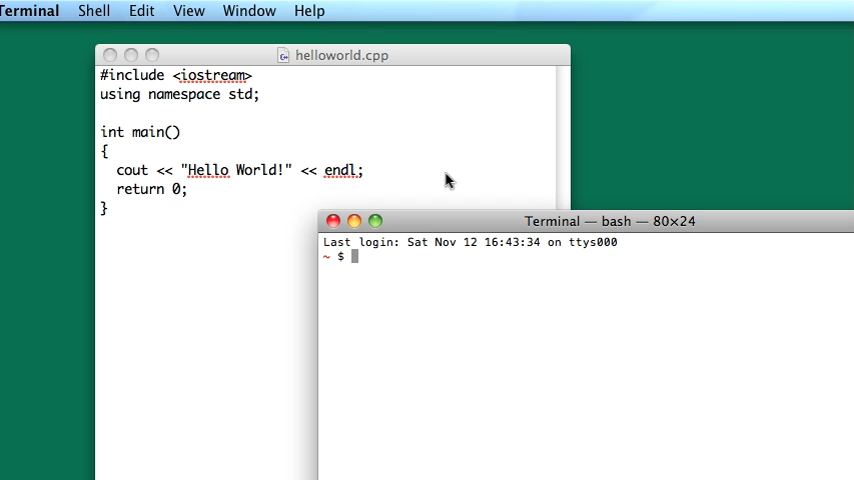 Terminal Shell Edit View Window Help
helloworld.cpp
#include <iostream>
using namespace std;
int main()
{
cout << "Hello World!" << endl;
return 0;
}
Terminal — bash — 80×24
Last login: Sat Nov 12 16:43:34 on ttys000
~ $